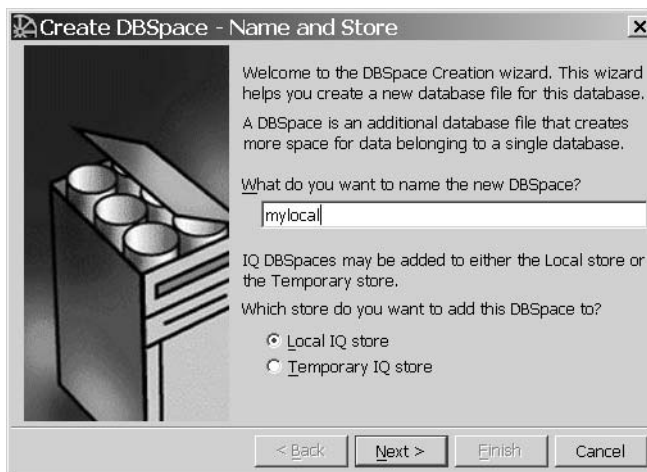 Create DBSpace - Name and Store
Welcome to the DBSpace Creation wizard. This wizard
helps you create a new database file for this database.
A DBSpace is an additional database file that creates
more space for data belonging to a single database.
What do you want to name the new DBSpace?
mylocal
IQ DBSpaces may be added to either the Local store or
the Temporary store.
Which store do you want to add this DBSpace to?
Local IQ store
Temporary IQ store
< Back Next > Finish Cancel